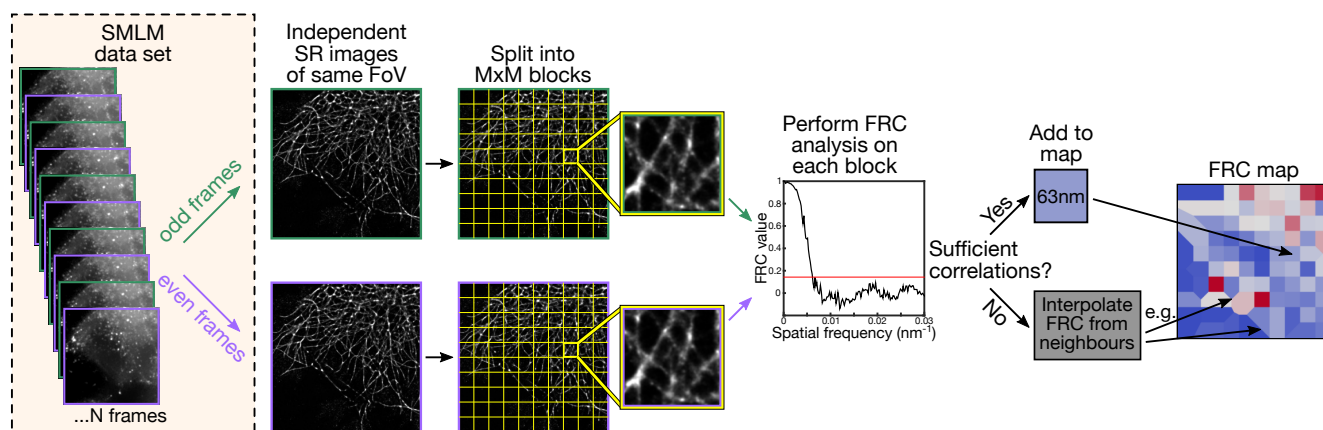 SMLM
data set
odd frames
even frames
...N frames
Independent
SR images
of same FoV
Split into
MxM blocks
Perform FRC
analysis on
each block
FRC value
1
0.8
0.6
0.4
0.2
0
0
0.01
0.02
0.03
Spatial frequency (nm⁻¹)
Sufficient
correlations?
Yes
No
Add to
map
63nm
Interpolate
FRC from
neighbours
e.g.
FRC map